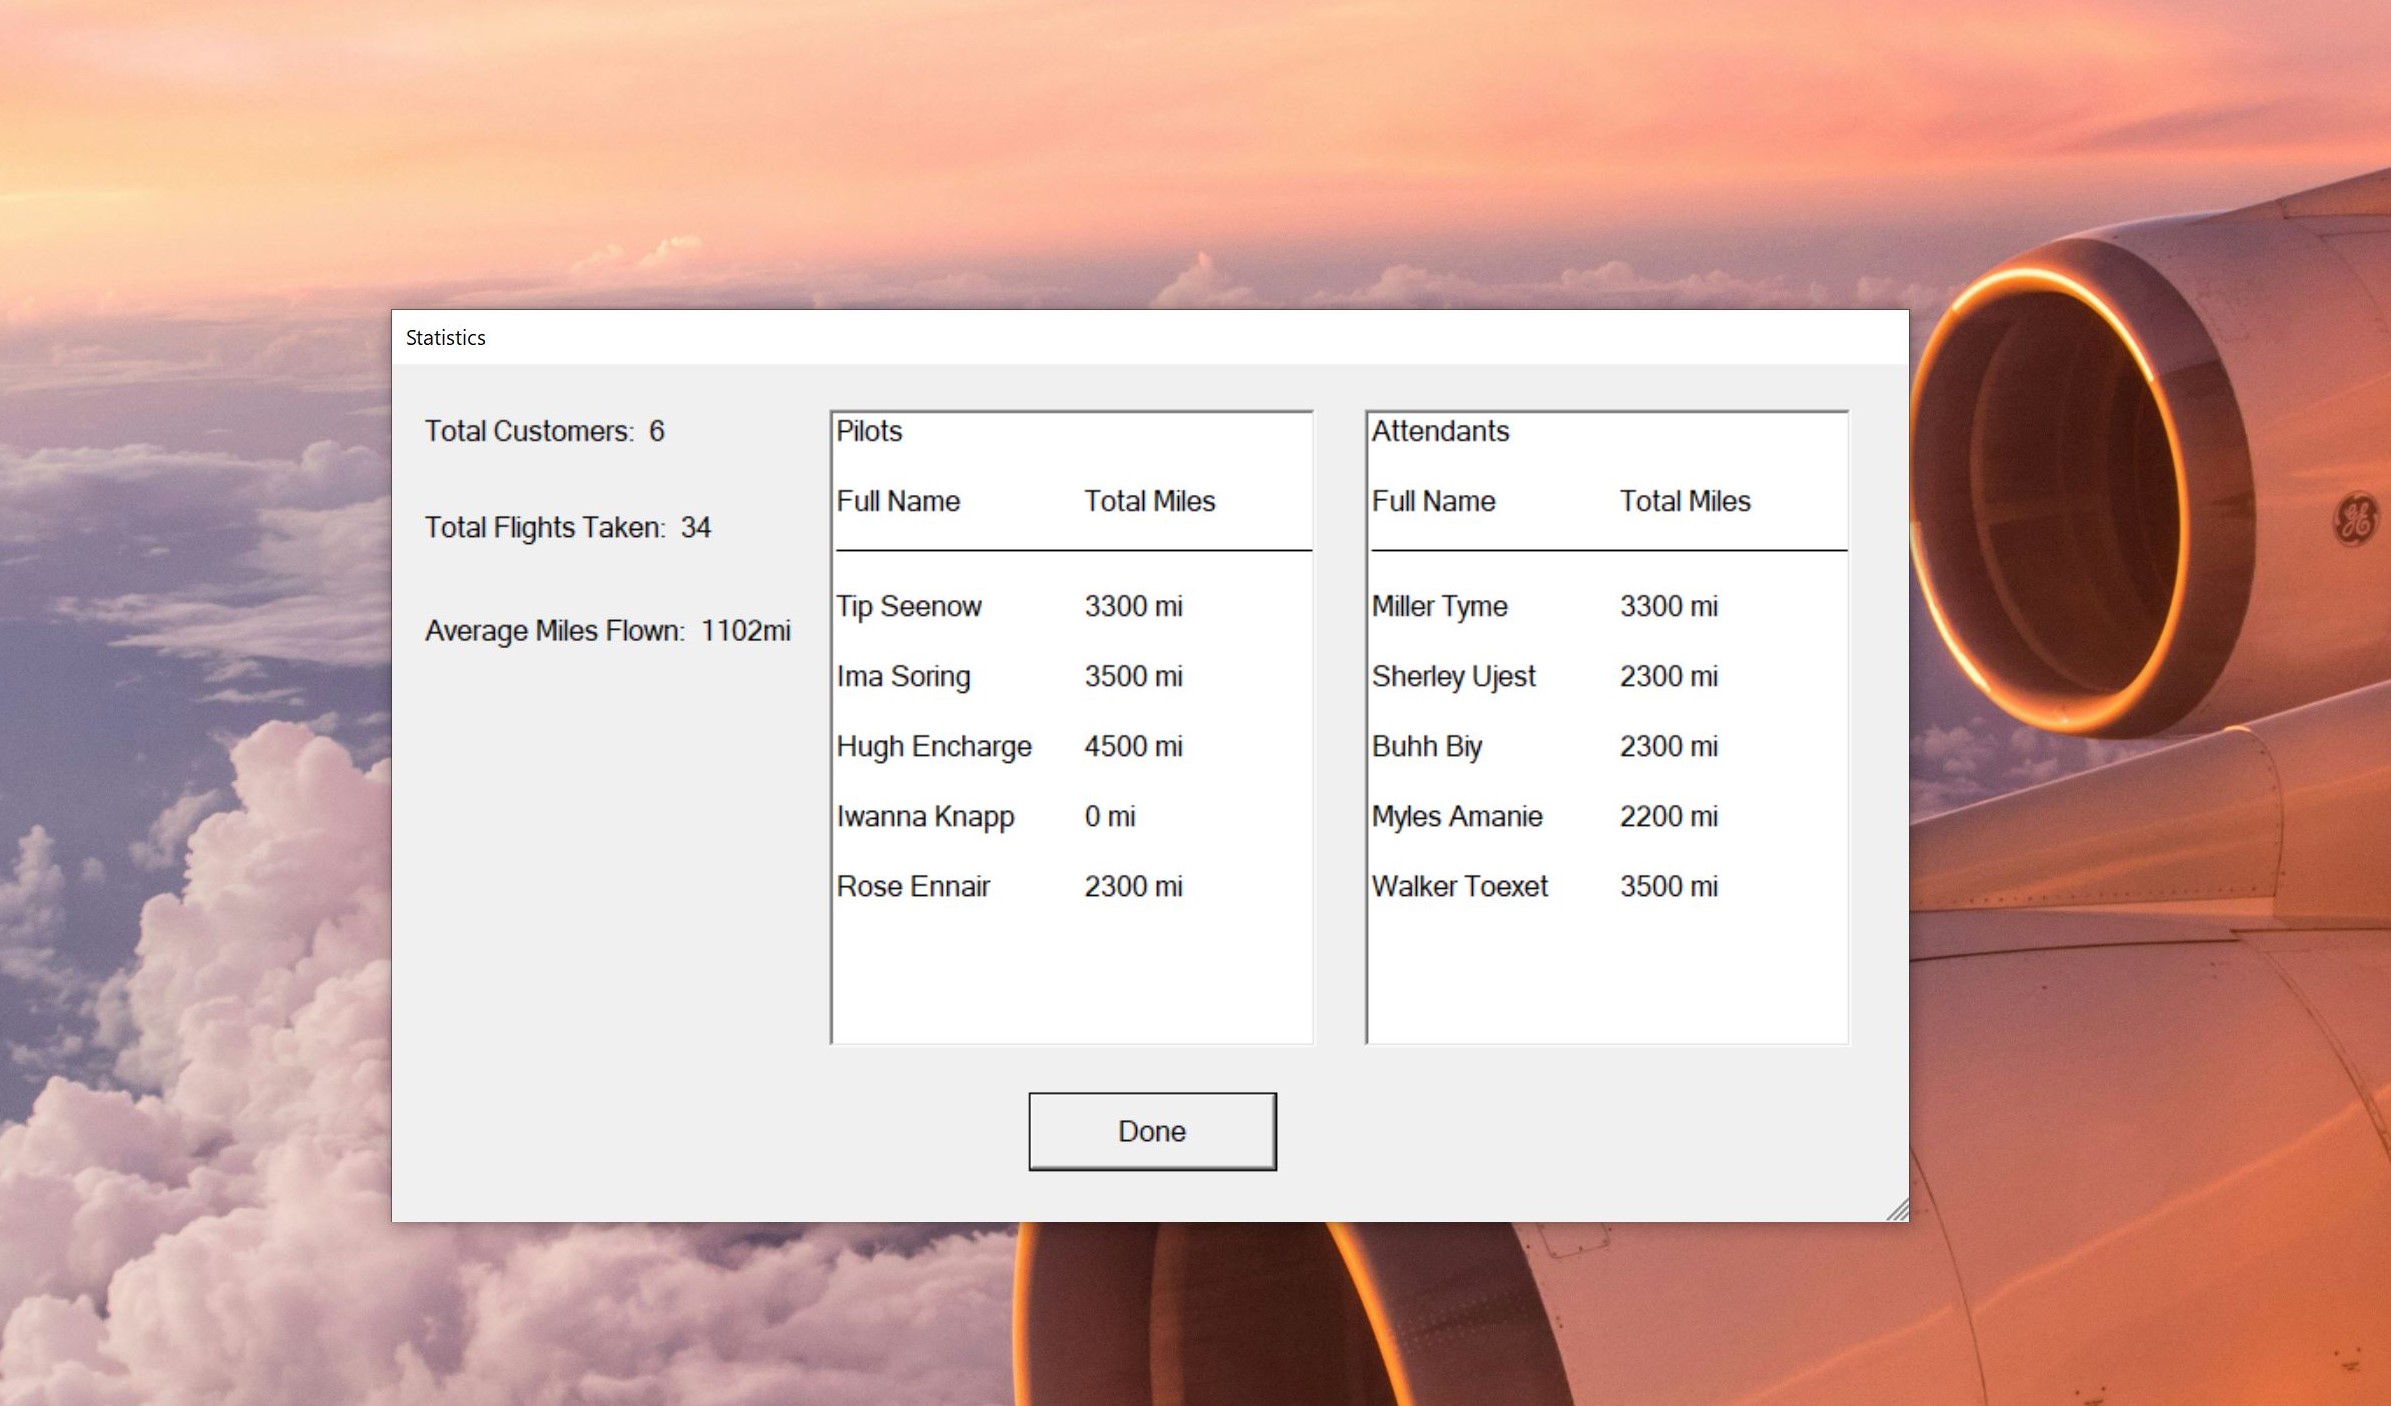 Statistics
Total Customers: 6
Total Flights Taken: 34
Average Miles Flown: 1102mi
Pilots
Full Name Total Miles
Tip Seenow 3300 mi
Ima Soring 3500 mi
Hugh Encharge 4500 mi
Iwanna Knapp 0 mi
Rose Ennair 2300 mi
Attendants
Full Name Total Miles
Miller Tyme 3300 mi
Sherley Ujest 2300 mi
Buhh Biy 2300 mi
Myles Amanie 2200 mi
Walker Toexet 3500 mi
Done
GE